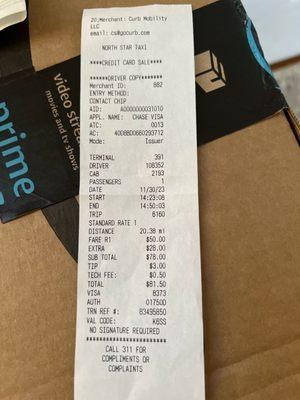 20:Merchant: Curb Mobility
LLC
email: cs@gocurb.com
NORTH STAR TAXI
****CREDIT CARD SALE****
******DRIVER COPY*******
Merchant ID: 882
ENTRY METHOD:
CONTACT CHIP
AID: A0000000031010
APPL. NAME: CHASE VISA
ATC: 0013
AC: 4D8BD0660293712
Mode: Issuer
TERMINAL 391
DRIVER 108352
CAB 2193
PASSENGERS 1
DATE 11/30/23
START 14:23:08
END 14:50:03
TRIP 6160
STANDARD RATE 1
DISTANCE 20.38 mi
FARE R1 $50.00
EXTRA $28.00
SUB TOTAL $78.00
TIP $3.00
TECH FEE: $0.50
TOTAL $81.50
VISA 8373
AUTH 01750D
TRN REF #: 83495850
VAL CODE: K6SS
NO SIGNATURE REQUIRED
************************
CALL 311 FOR
COMPLIMENTS OR
COMPLAINTS
prime
video
movies and tv shows